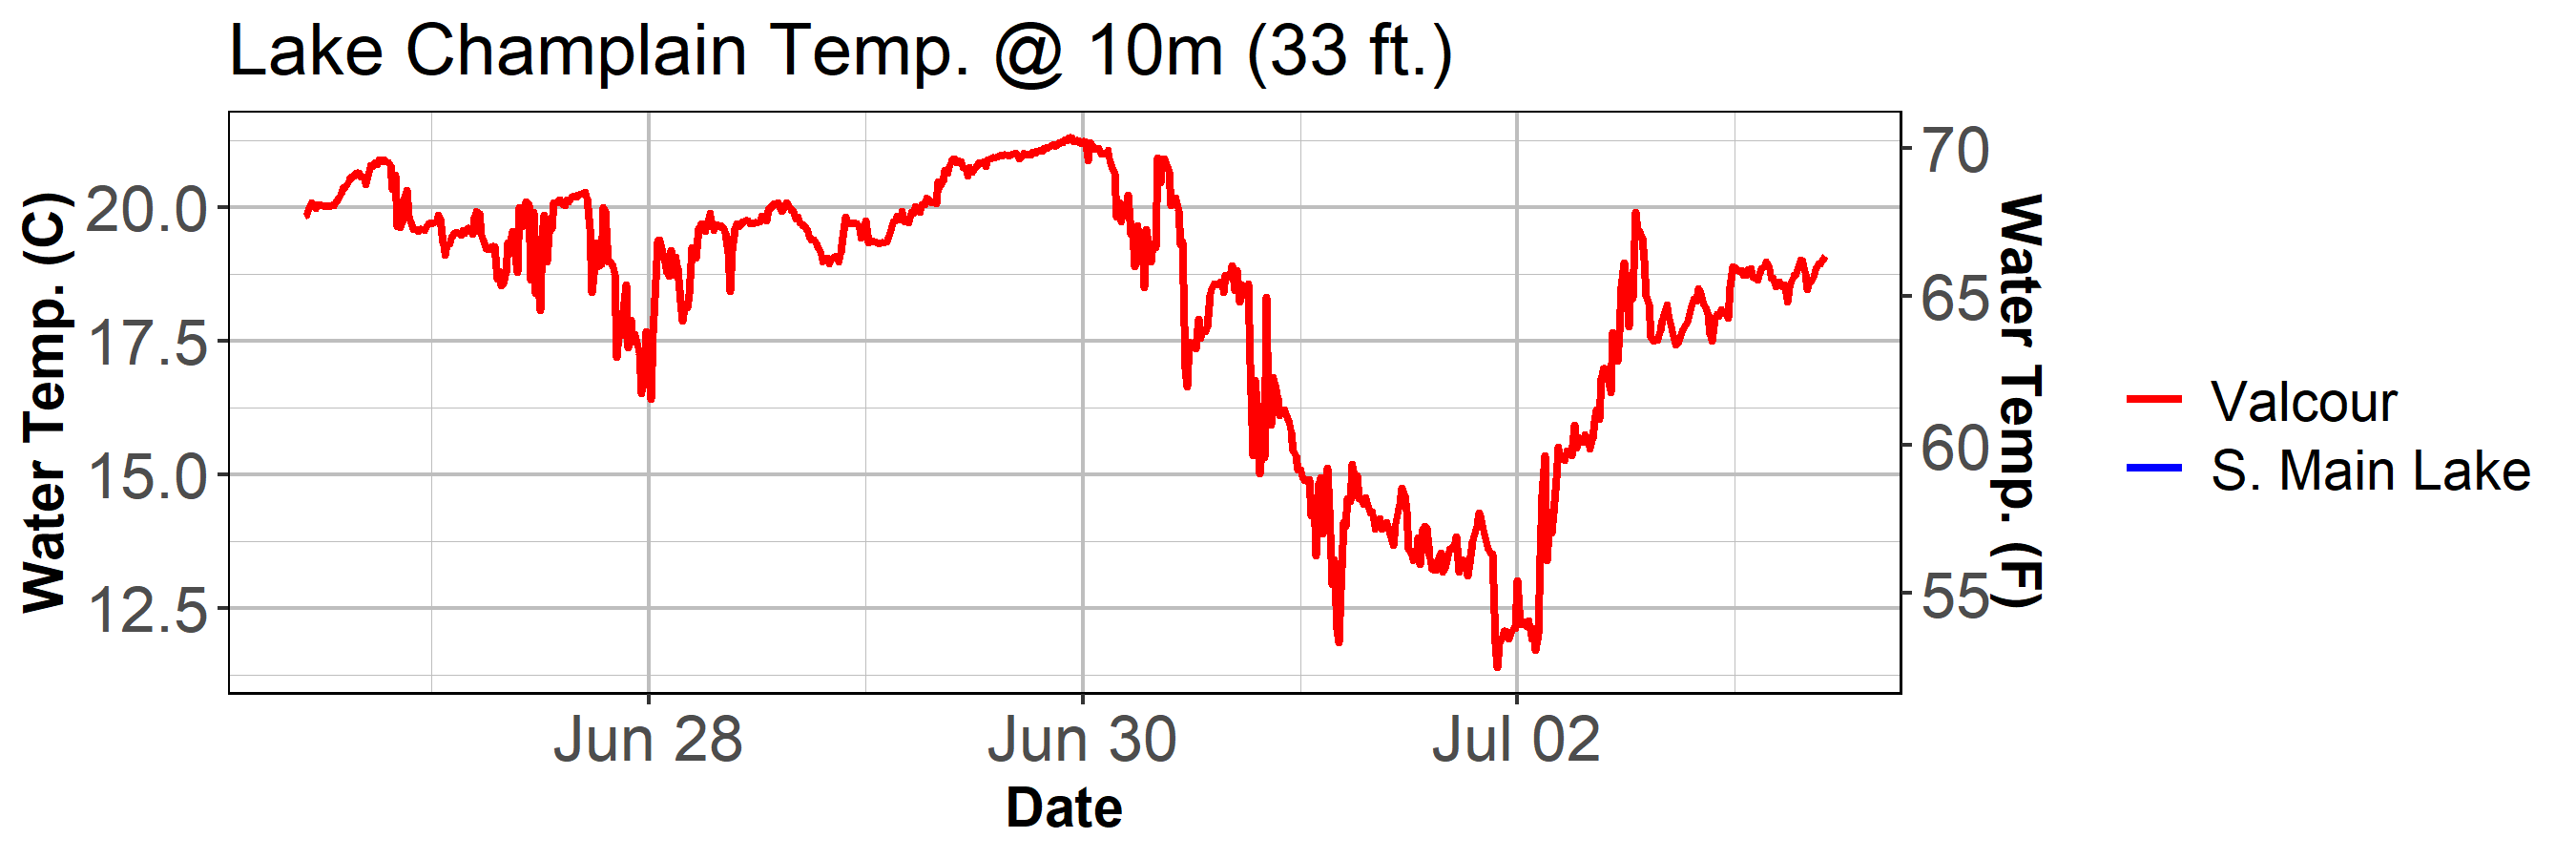 Lake Champlain Temp. @ 10m (33 ft.)
Water Temp. (C)
20.0
17.5
15.0
12.5
70
65
60
55
Water Temp. (F)
Jun 28
Jun 30
Jul 02
Date
Valcour
S. Main Lake